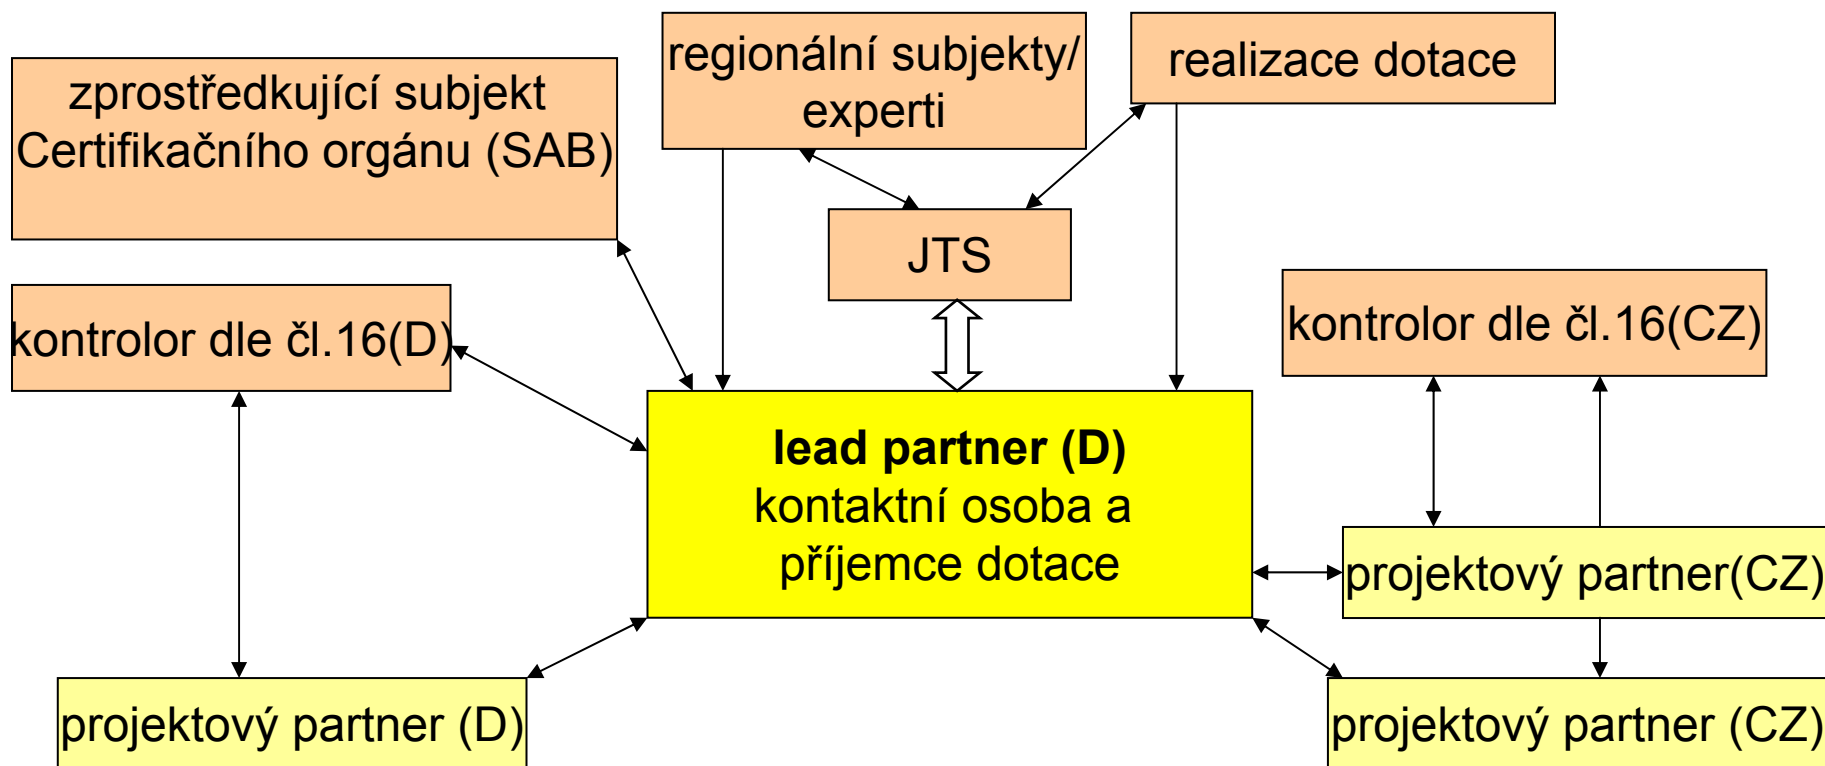 regionální subjekty/
experti
realizace dotace
zprostředkující subjekt
Certifikačního orgánu (SAB)
JTS
kontrolor dle čl.16(D)
kontrolor dle čl.16(CZ)
lead partner (D)
kontaktní osoba a
příjemce dotace
projektový partner(CZ)
projektový partner (D)
projektový partner (CZ)